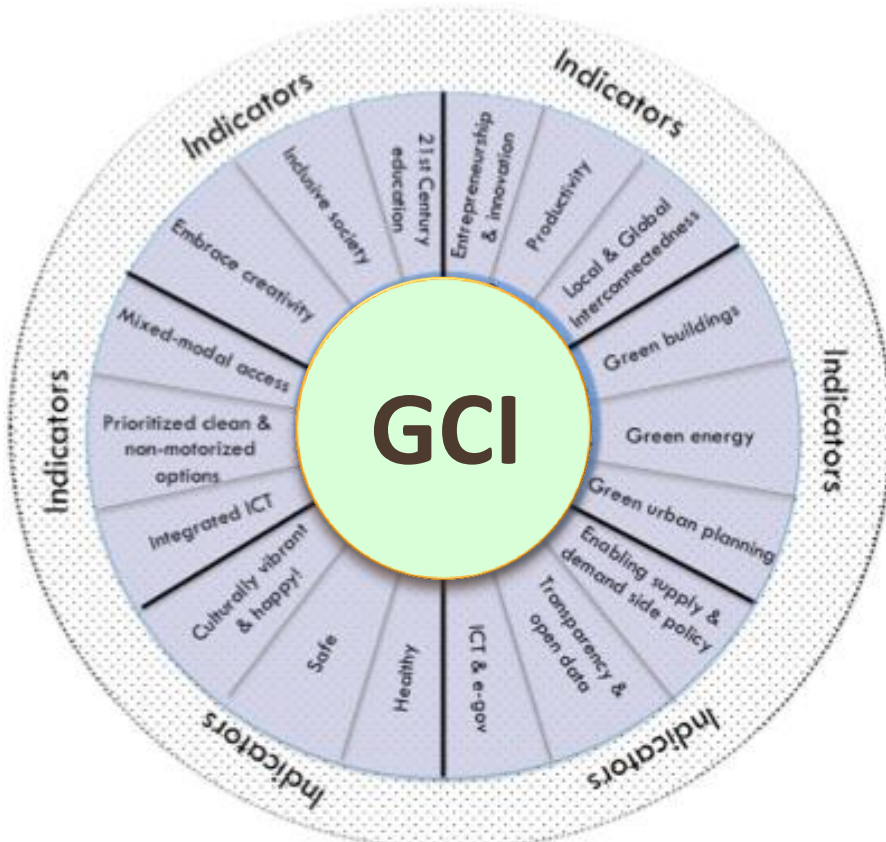 GCI
Indicators
Entrepreneurship
& innovation
Productivity
Local & Global
Interconnectedness
Indicators
Green buildings
Green energy
Green urban planning
Indicators
Enabling supply &
demand side policy
Transparency &
open data
ICT & e-gov
Indicators
Healthy
Safe
Culturally vibrant
& happy!
Indicators
Integrated ICT
Prioritized clean &
non-motorized
options
Mixed-modal access
Indicators
Embrace creativity
Inclusive society
21st Century
education